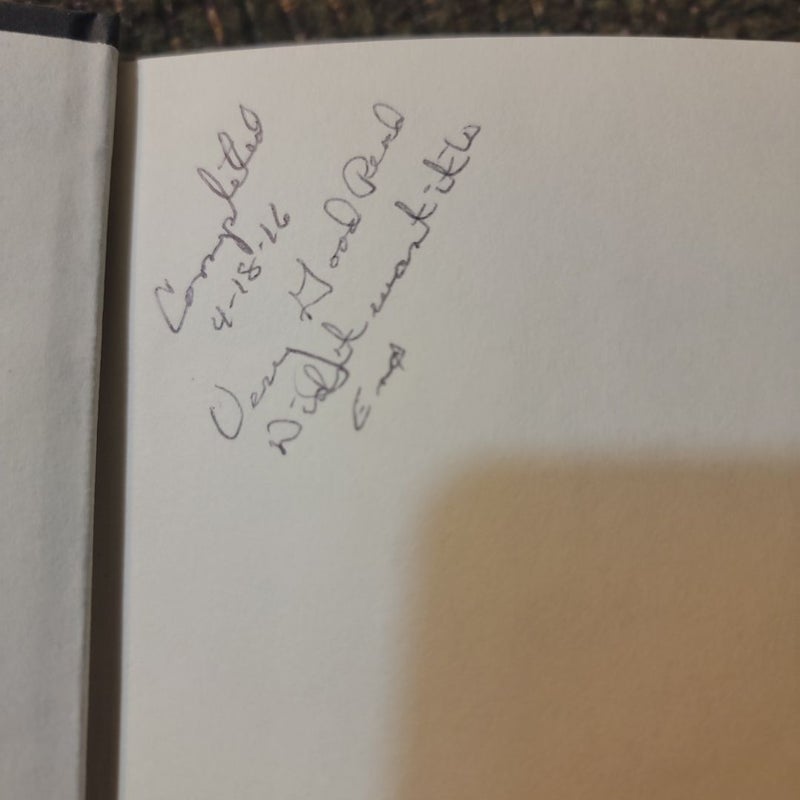 Completed
4-18-16
Very Good Read
Didn't want it to
End